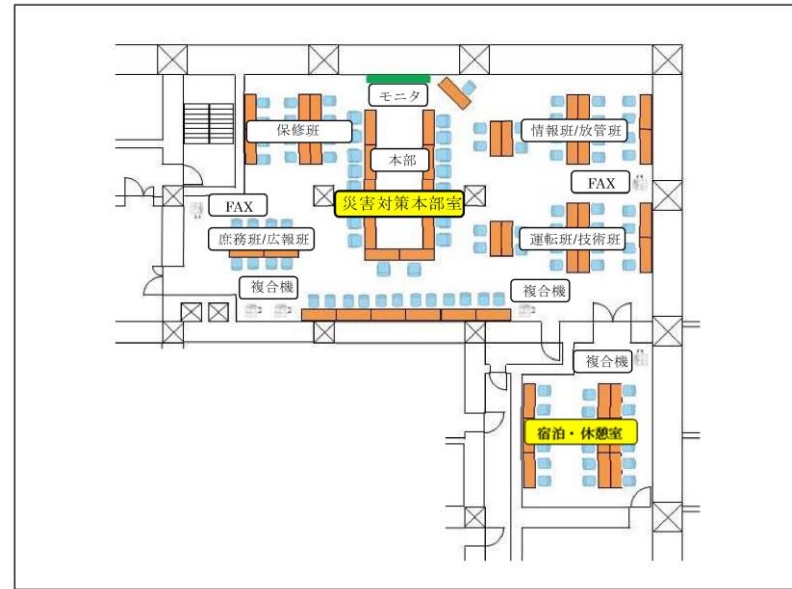 モニタ
保修班
情報班/放管班
本部
FAX
災害対策本部室
FAX
庶務班/広報班
運転班/技術班
複合機
複合機
複合機
宿泊・休憩室